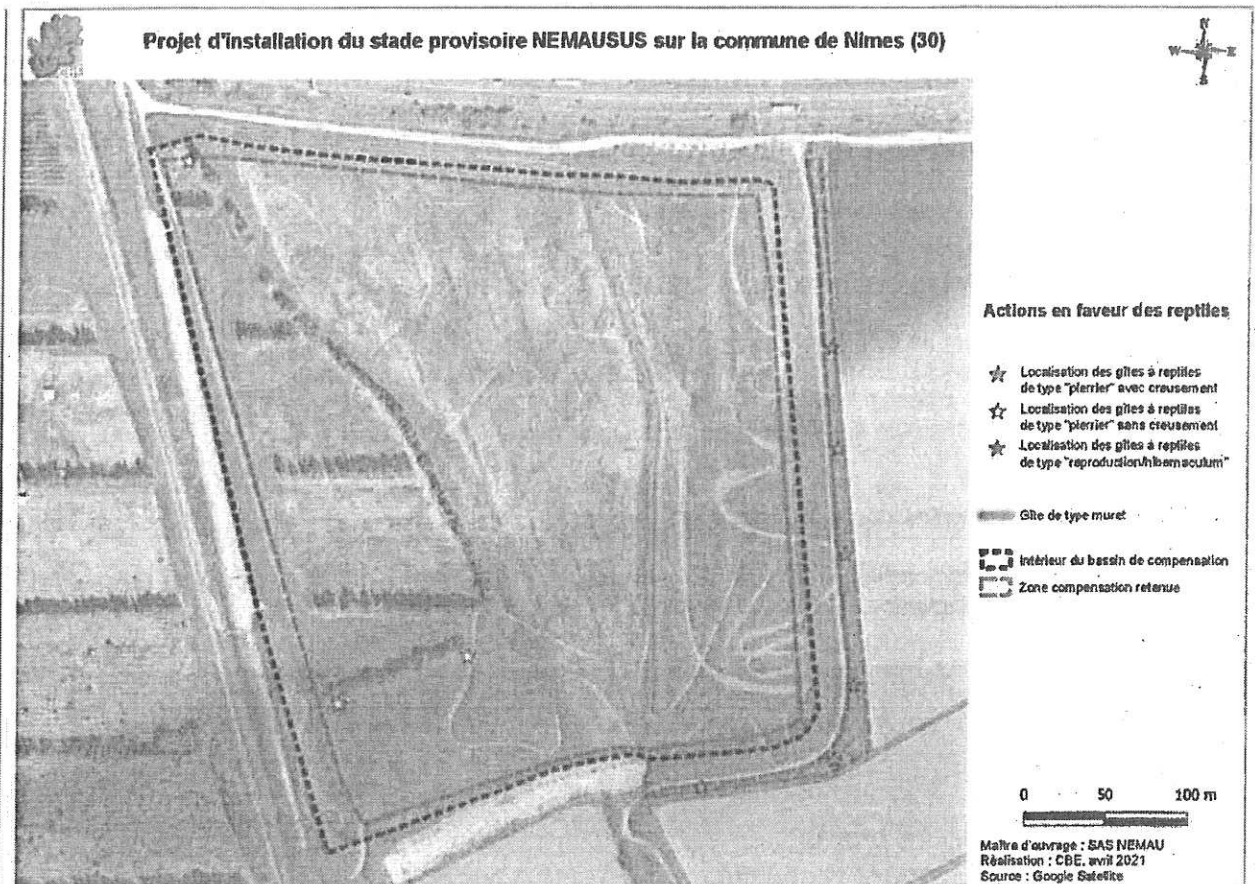 Projet d'installation du stade provisoire NEMAUSUS sur la commune de Nîmes (30)
N
W E
S
Actions en faveur des reptiles
Localisation des gîtes à reptiles
de type "pierrier" avec creusement
Localisation des gîtes à reptiles
de type "pierrier" sans creusement
Localisation des gîtes à reptiles
de type "reproduction/hibernaculum"
Gîte de type muret
Intérieur du bassin de compensation
Zone compensation retenue
0 50 100 m
Maître d'ouvrage : SAS NEMAU
Réalisation : CBE, avril 2021
Source : Google Satellite